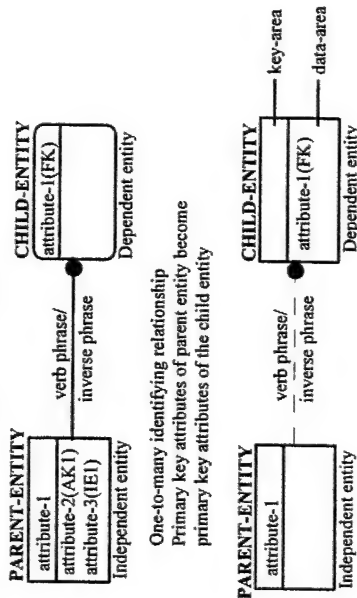 PARENT-ENTITY
attribute-1
attribute-2(AK1)
attribute-3(IE1)
Independent entity
verb phrase/
inverse phrase
CHILD-ENTITY
attribute-1(FK)
Dependent entity
One-to-many identifying relationship
Primary key attributes of parent entity become
primary key attributes of the child entity
PARENT-ENTITY
attribute-1
Independent entity
verb phrase/
inverse phrase
CHILD-ENTITY
attribute-1(FK)
Dependent entity
key-area
data-area